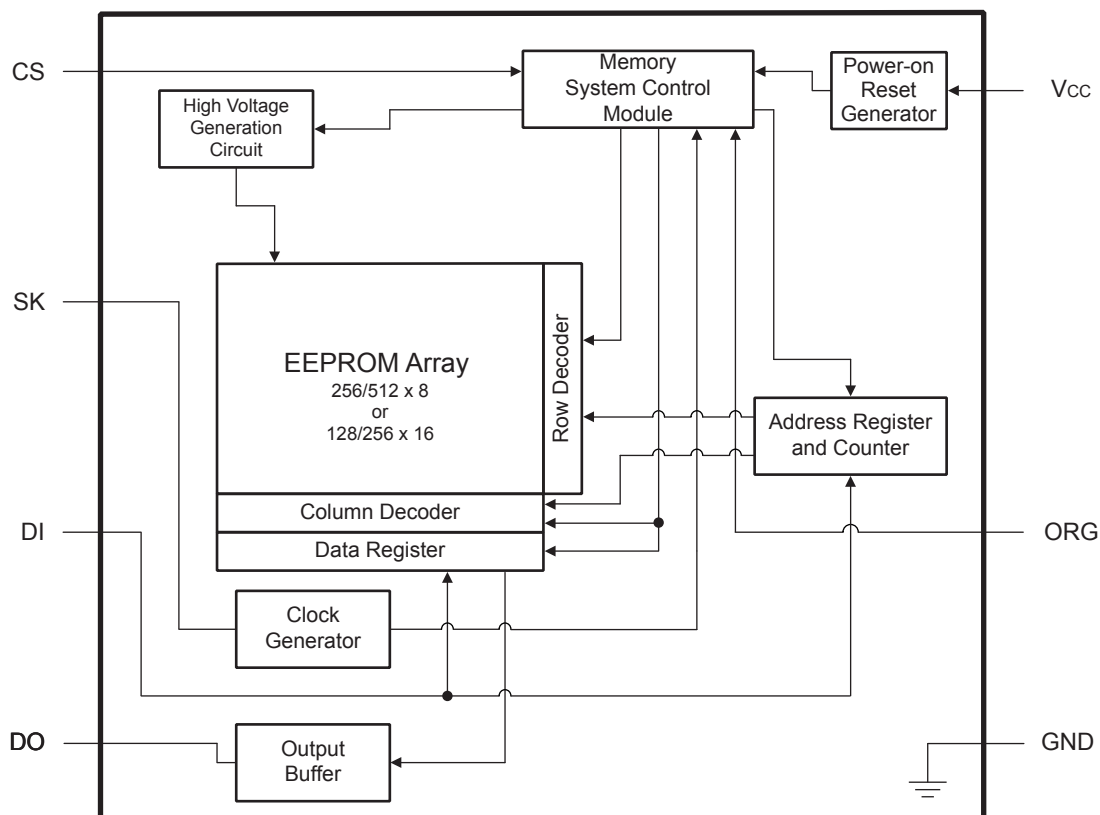 CS
Memory
System Control
Module
Power-on
Reset
Generator
VCC
High Voltage
Generation
Circuit
SK
EEPROM Array
256/512 x 8
or
128/256 x 16
Row Decoder
Address Register
and Counter
Column Decoder
DI
Data Register
ORG
Clock
Generator
DO
Output
Buffer
GND